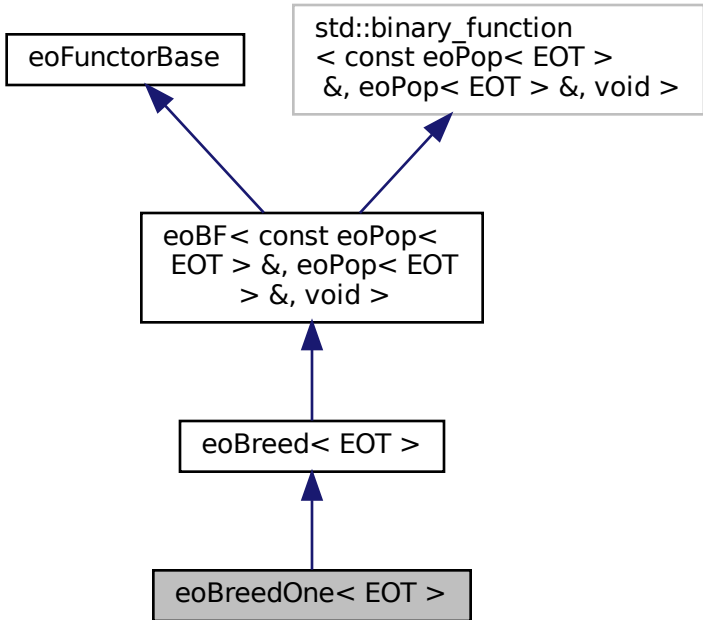 eoFunctorBase
std::binary_function
< const eoPop< EOT >
&, eoPop< EOT > &, void >
eoBF< const eoPop<
EOT > &, eoPop< EOT
> &, void >
eoBreed< EOT >
eoBreedOne< EOT >